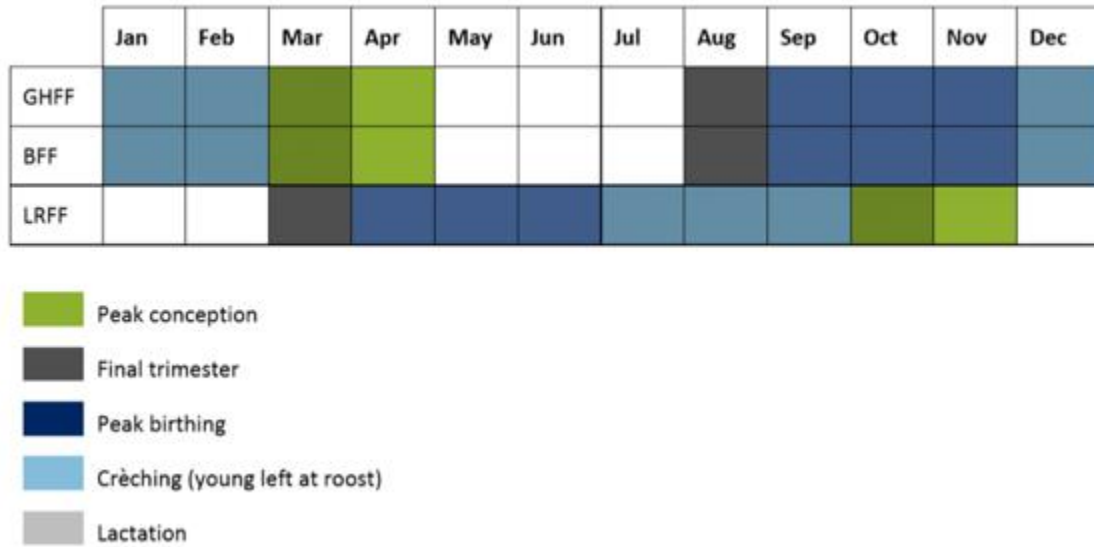 Jan Feb Mar Apr May Jun Jul Aug Sep Oct Nov Dec
GHFF
BFF
LRFF
Peak conception
Final trimester
Peak birthing
Crèching (young left at roost)
Lactation